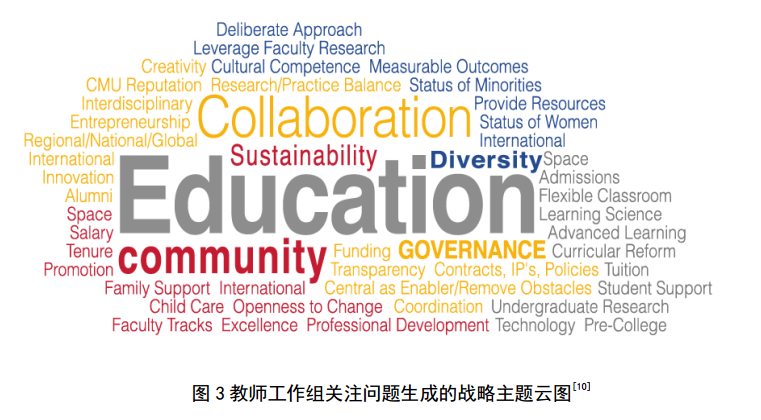 Deliberate Approach
Leverage Faculty Research
Creativity Cultural Competence Measurable Outcomes
CMU Reputation Research/Practice Balance Status of Minorities
Interdisciplinary Collaboration Provide Resources
Entrepreneurship Status of Women
Regional/National/Global International
International Sustainability Diversity Space
Innovation Education Admissions
Alumni Flexible Classroom
Space Learning Science
Salary Advanced Learning
Tenure community Funding GOVERNANCE Curricular Reform
Promotion Transparency Contracts, IP's, Policies Tuition
Family Support International Central as Enabler/Remove Obstacles Student Support
Child Care Openness to Change Coordination Undergraduate Research
Faculty Tracks Excellence Professional Development Technology Pre-College
图 3 教师工作组关注问题生成的战略主题云图[10]